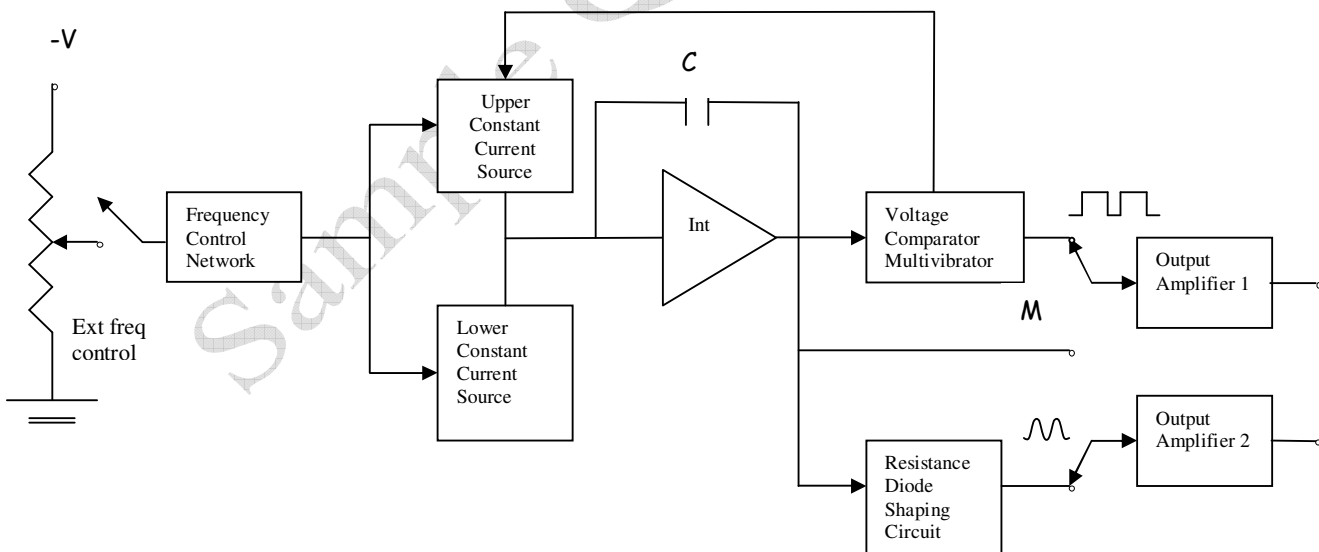 -V
C
Upper
Constant
Current
Source
Frequency
Control
Network
Int
Voltage
Comparator
Multivibrator
Output
Amplifier 1
M
Ext freq
control
Lower
Constant
Current
Source
Output
Amplifier 2
Resistance
Diode
Shaping
Circuit
Sample